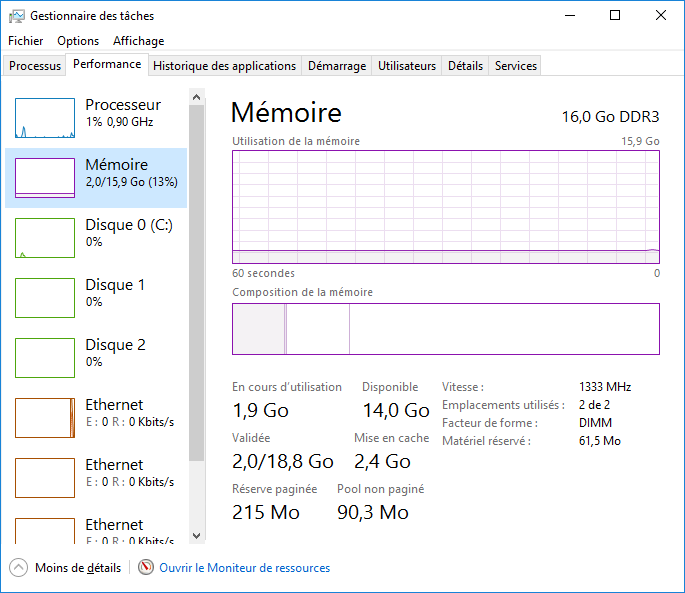 Gestionnaire des tâches
Fichier Options Affichage
Processus Performance Historique des applications Démarrage Utilisateurs Détails Services
Processeur
1% 0,90 GHz
Mémoire
2,0/15,9 Go (13%)
Disque 0 (C:)
0%
Disque 1
0%
Disque 2
0%
Ethernet
E : 0 R : 0 Kbits/s
Ethernet
E : 0 R : 0 Kbits/s
Ethernet
E : 0 R : 0 Kbits/s
Mémoire 16,0 Go DDR3
Utilisation de la mémoire 15,9 Go
60 secondes 0
Composition de la mémoire
En cours d'utilisation Disponible
1,9 Go 14,0 Go
Validée Mise en cache
2,0/18,8 Go 2,4 Go
Réserve paginée Pool non paginé
215 Mo 90,3 Mo
Vitesse : 1333 MHz
Emplacements utilisés : 2 de 2
Facteur de forme : DIMM
Matériel réservé : 61,5 Mo
Moins de détails Ouvrir le Moniteur de ressources